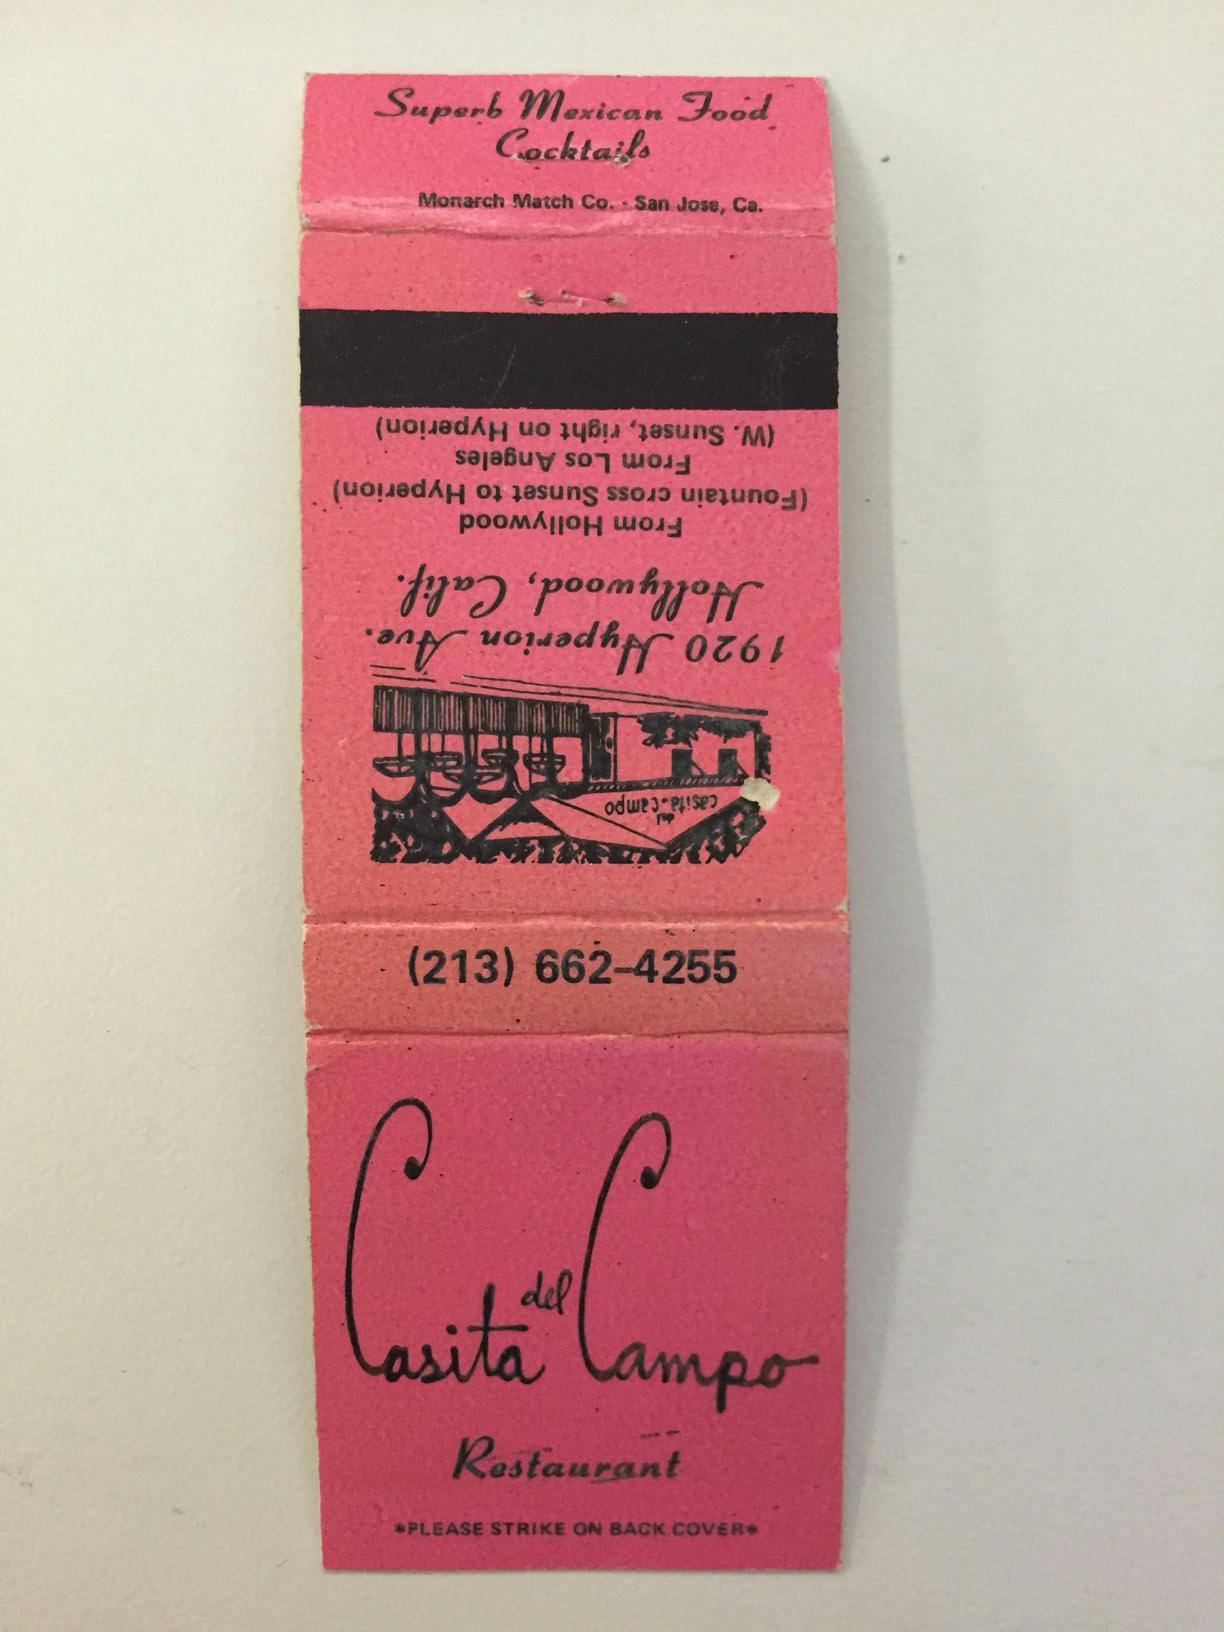 Superb Mexican Food
Cocktails
Monarch Match Co. - San Jose, Ca.
casita del campo
1920 Hyperion Ave.
Hollywood, Calif.
From Hollywood
(Fountain cross Sunset to Hyperion)
From Los Angeles
(W. Sunset, right on Hyperion)
(213) 662-4255
Casita del Campo
Restaurant
*PLEASE STRIKE ON BACK COVER*